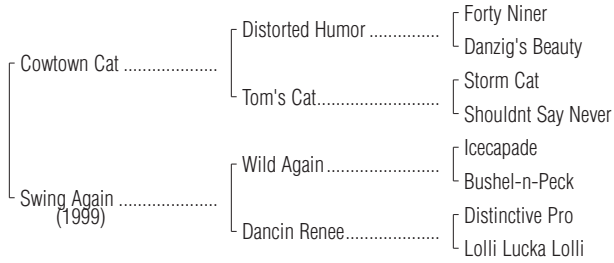 Forty Niner
Distorted Humor ..................
Danzig's Beauty
Cowtown Cat ....................
Storm Cat
Tom's Cat..........................
Shouldnt Say Never
Icecapade
Wild Again ........................
Bushel-n-Peck
Swing Again .....................
(1999)
Distinctive Pro
Dancin Renee....................
Lolli Lucka Lolli